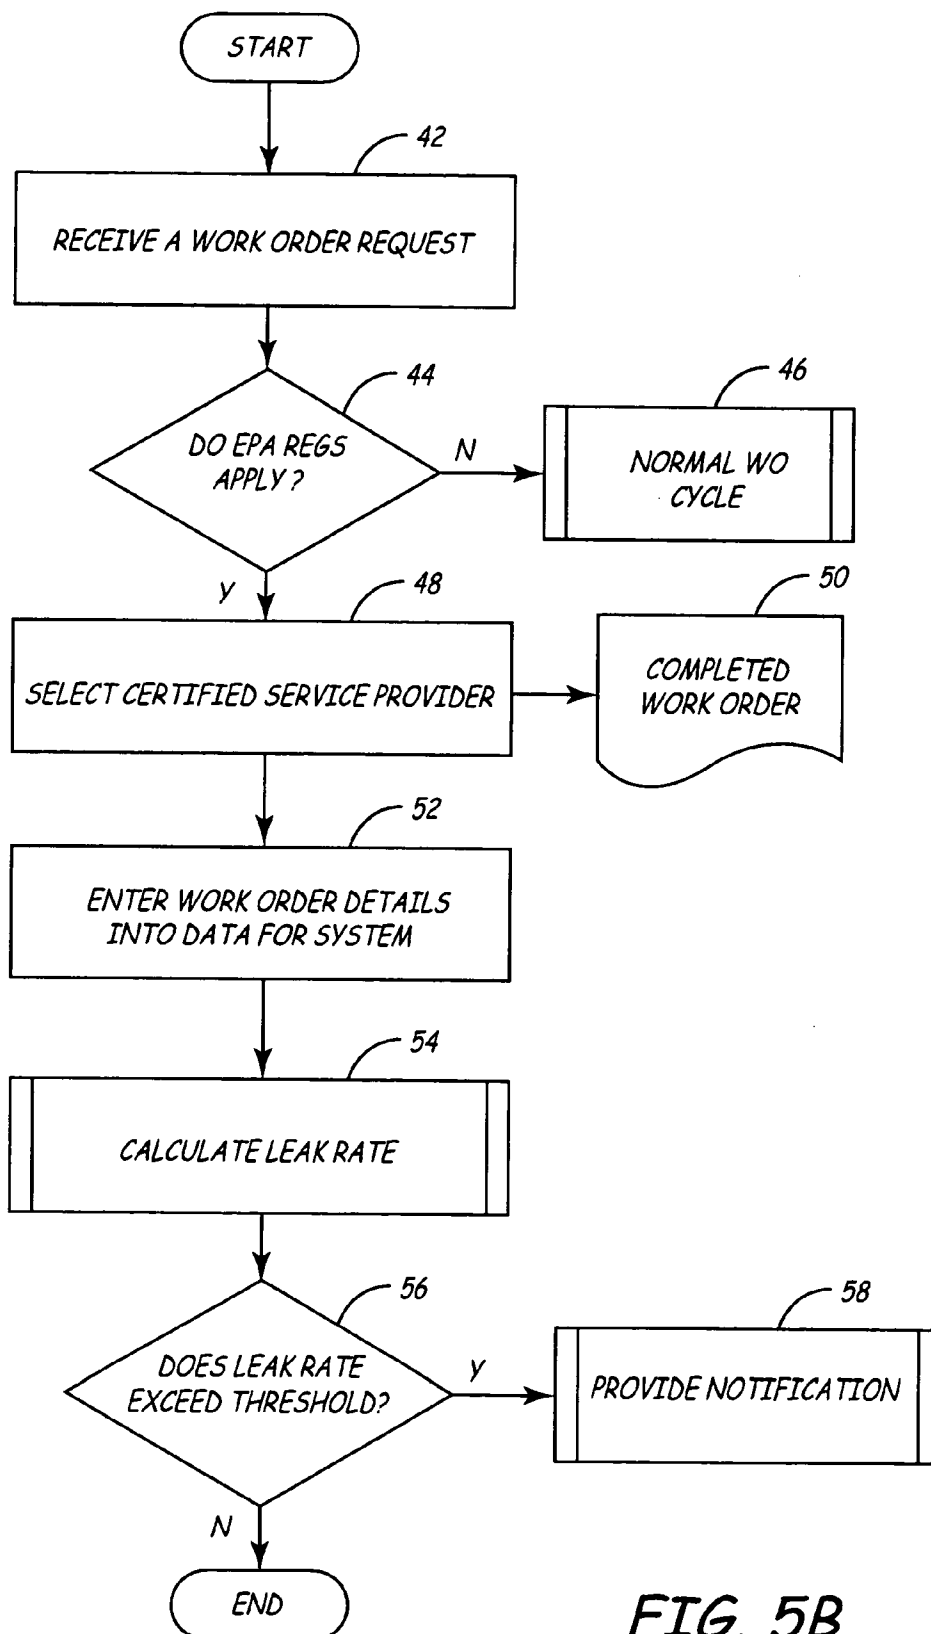 START
42
RECEIVE A WORK ORDER REQUEST
44
DO EPA REGS
APPLY?
N
46
NORMAL WO
CYCLE
Y
48
SELECT CERTIFIED SERVICE PROVIDER
50
COMPLETED
WORK ORDER
52
ENTER WORK ORDER DETAILS
INTO DATA FOR SYSTEM
54
CALCULATE LEAK RATE
56
DOES LEAK RATE
EXCEED THRESHOLD?
Y
58
PROVIDE NOTIFICATION
N
END
FIG. 5B